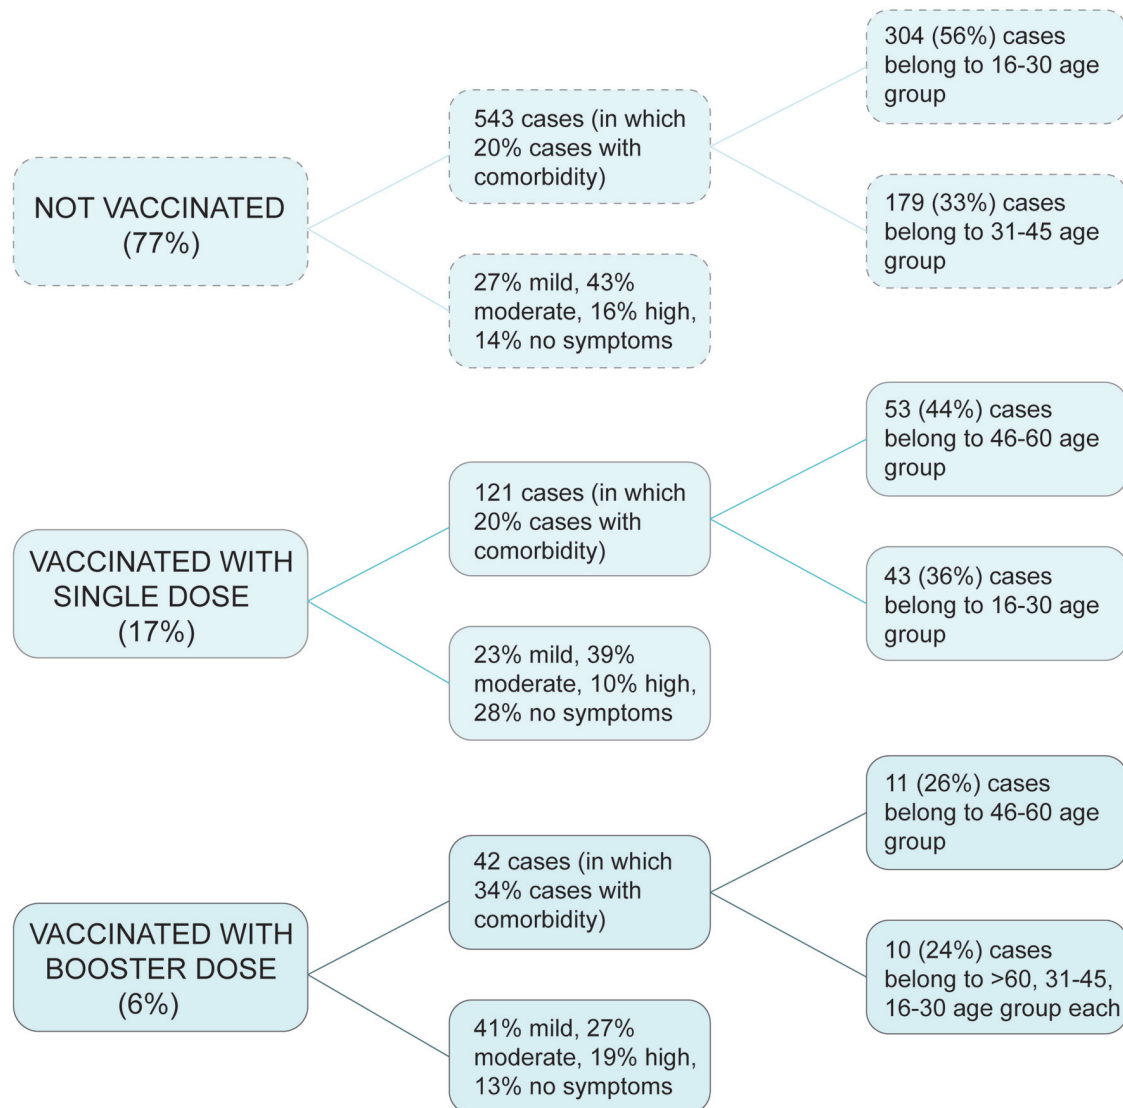 NOT VACCINATED
(77%)
543 cases (in which
20% cases with
comorbidity)
27% mild, 43%
moderate, 16% high,
14% no symptoms
304 (56%) cases
belong to 16-30 age
group
179 (33%) cases
belong to 31-45 age
group
VACCINATED WITH
SINGLE DOSE
(17%)
121 cases (in which
20% cases with
comorbidity)
23% mild, 39%
moderate, 10% high,
28% no symptoms
53 (44%) cases
belong to 46-60 age
group
43 (36%) cases
belong to 16-30 age
group
VACCINATED WITH
BOOSTER DOSE
(6%)
42 cases (in which
34% cases with
comorbidity)
41% mild, 27%
moderate, 19% high,
13% no symptoms
11 (26%) cases
belong to 46-60 age
group
10 (24%) cases
belong to >60, 31-45,
16-30 age group each